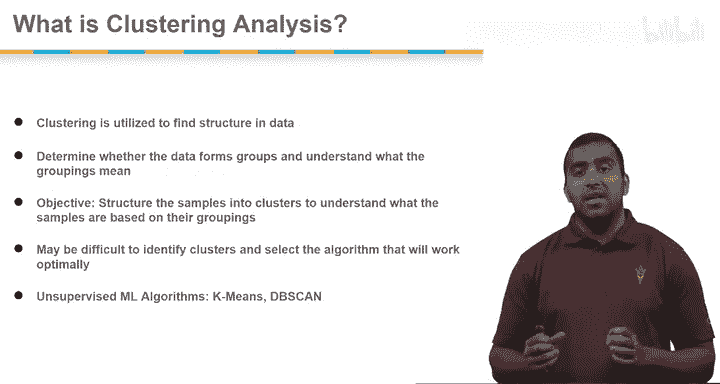 What is Clustering Analysis?
Clustering is utilized to find structure in data
Determine whether the data forms groups and understand what the
groupings mean
Objective: Structure the samples into clusters to understand what the
samples are based on their groupings
May be difficult to identify clusters and select the algorithm that will work
optimally
Unsupervised ML Algorithms: K-Means, DBSCAN